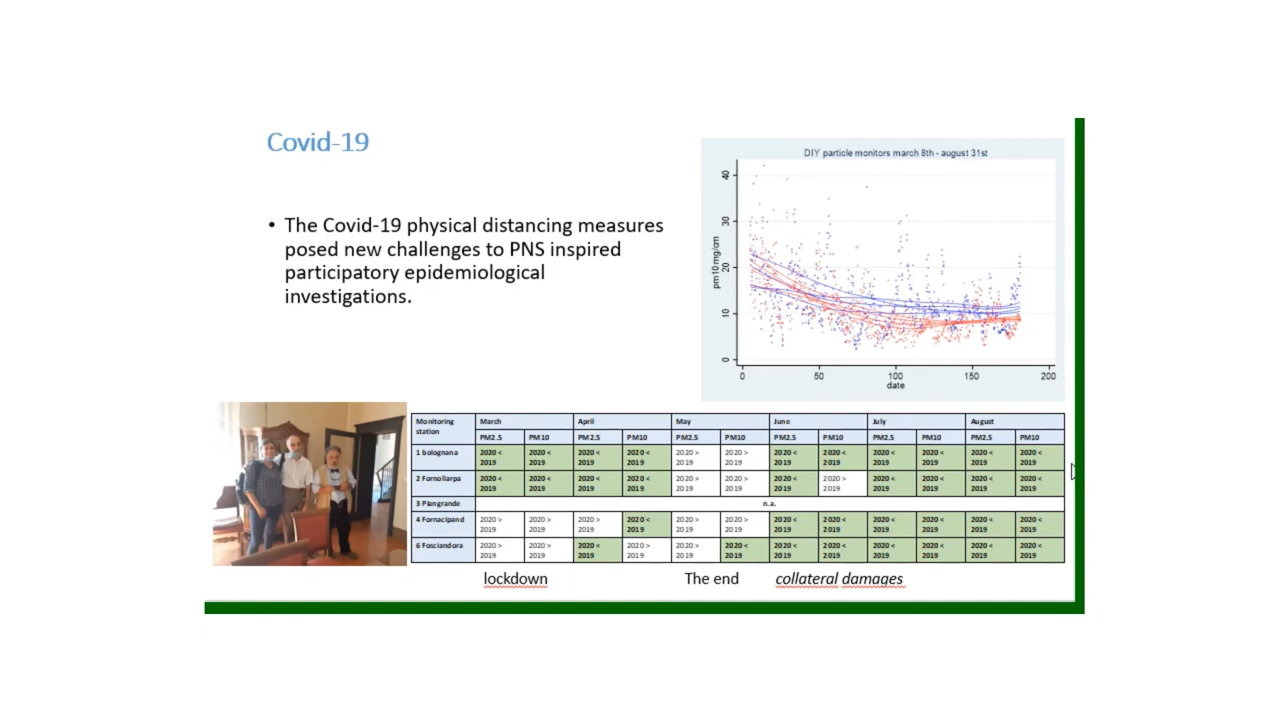 Covid-19
• The Covid-19 physical distancing measures
posed new challenges to PNS inspired
participatory epidemiological
investigations.
DIY particle monitors march 8th - august 31st
pm10 mg/cm
40
30
20
10
0
0 50 100 150 200
date
Monitoring station March April May June July August
PM2.5 PM10 PM2.5 PM10 PM2.5 PM10 PM2.5 PM10 PM2.5 PM10 PM2.5 PM10
1 bolognana 2020 < 2019 2020 < 2019 2020 < 2019 2020 < 2019 2020 > 2019 2020 > 2019 2020 < 2019 2020 < 2019 2020 < 2019 2020 < 2019 2020 < 2019 2020 < 2019
2 Fornollarpa 2020 < 2019 2020 < 2019 2020 < 2019 2020 < 2019 2020 > 2019 2020 > 2019 2020 < 2019 2020 > 2019 2020 < 2019 2020 < 2019 2020 < 2019 2020 < 2019
3 Piangrande n.a.
4 Fornacipand 2020 > 2019 2020 > 2019 2020 > 2019 2020 < 2019 2020 > 2019 2020 > 2019 2020 < 2019 2020 < 2019 2020 < 2019 2020 < 2019 2020 < 2019 2020 < 2019
6 Fosciandora 2020 > 2019 2020 > 2019 2020 < 2019 2020 > 2019 2020 > 2019 2020 < 2019 2020 < 2019 2020 < 2019 2020 < 2019 2020 < 2019 2020 < 2019 2020 < 2019
lockdown The end collateral damages